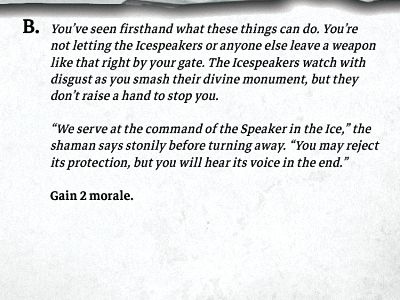 B. You've seen firsthand what these things can do. You're
not letting the Icespeakers or anyone else leave a weapon
like that right by your gate. The Icespeakers watch with
disgust as you smash their divine monument, but they
don't raise a hand to stop you.
“We serve at the command of the Speaker in the Ice,” the
shaman says stonily before turning away. “You may reject
its protection, but you will hear its voice in the end.”
Gain 2 morale.